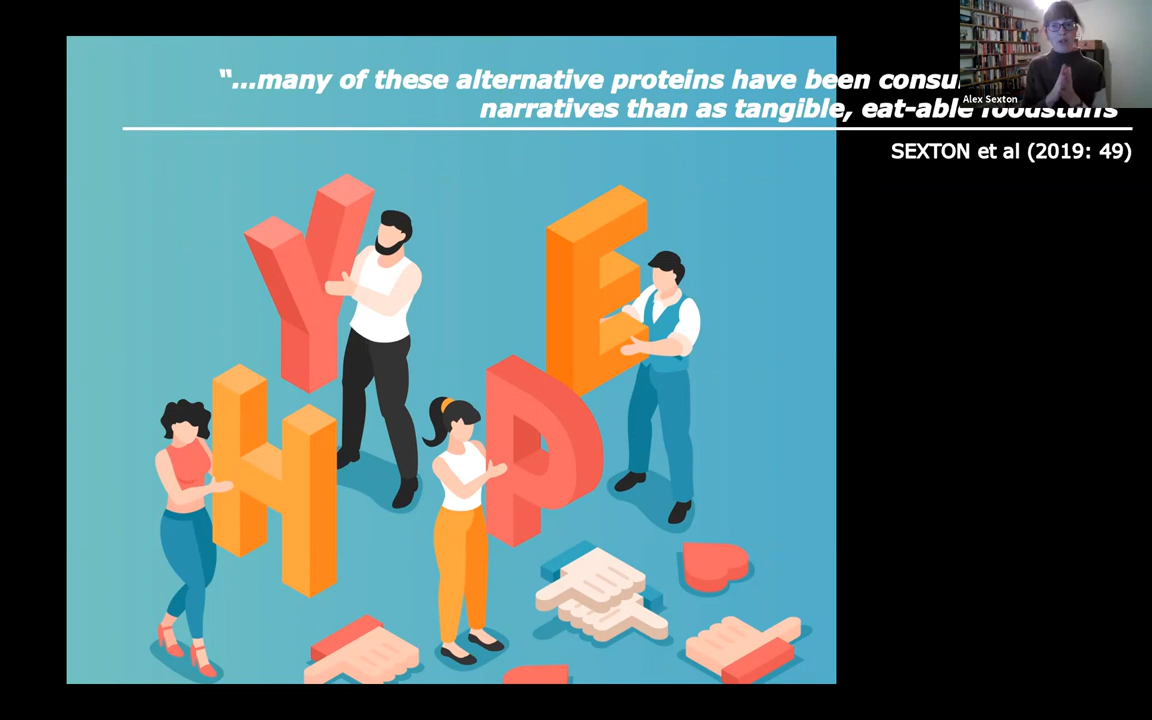 “...many of these alternative proteins have been
narratives than as tangible, eat-able foodstuffs
SEXTON et al (2019: 49)
Alex Sexton
H Y P E